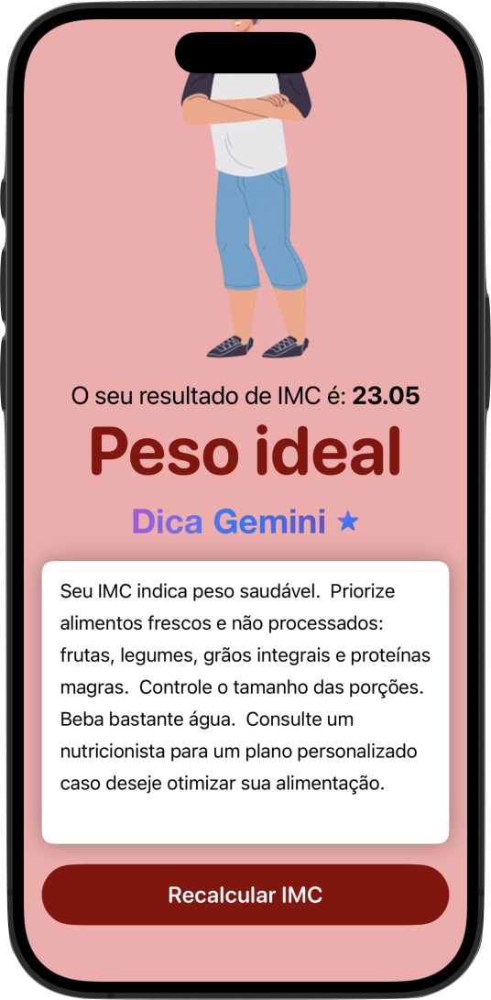 O seu resultado de IMC é: 23.05
Peso ideal
Dica Gemini
Seu IMC indica peso saudável.  Priorize
alimentos frescos e não processados:
frutas, legumes, grãos integrais e proteínas
magras.  Controle o tamanho das porções.
Beba bastante água.  Consulte um
nutricionista para um plano personalizado
caso deseje otimizar sua alimentação.
Recalcular IMC